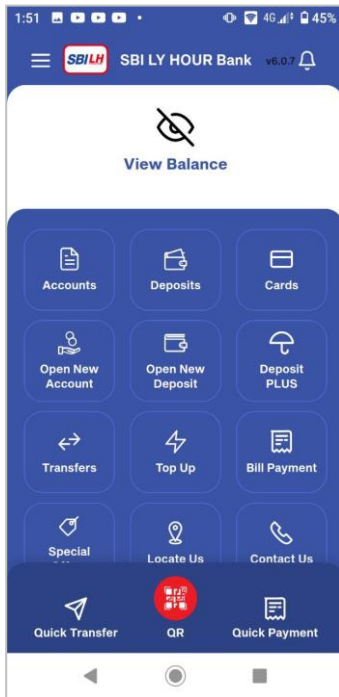 1:51
4G
45%
SBI LH
SBI LY HOUR Bank
v6.0.7
View Balance
Accounts
Deposits
Cards
Open New
Account
Open New
Deposit
Deposit
PLUS
Transfers
Top Up
Bill Payment
Special
Locate Us
Contact Us
Quick Transfer
QR
Quick Payment